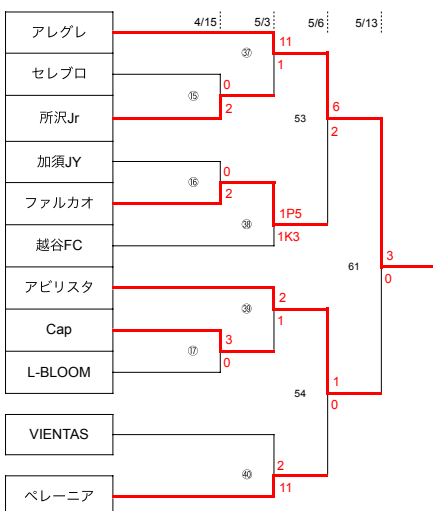 4/15 5/3 5/6 5/13
アレグレ
11
㊲
1
セレブロ
0
⑮
6
2
所沢Jr
53
2
加須JY
0
⑯
2
ファルカオ
1P5
㊳
1K3
越谷FC
3
61
0
アビリスタ
2
㊴
1
Cap
3
⑰
0
L-BLOOM
1
54
0
VIENTAS
2
㊵
11
ペレーニア